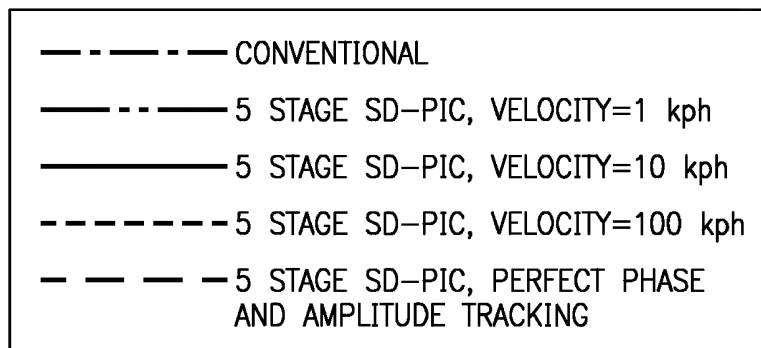 CONVENTIONAL
5 STAGE SD-PIC, VELOCITY=1 kph
5 STAGE SD-PIC, VELOCITY=10 kph
5 STAGE SD-PIC, VELOCITY=100 kph
5 STAGE SD-PIC, PERFECT PHASE
AND AMPLITUDE TRACKING